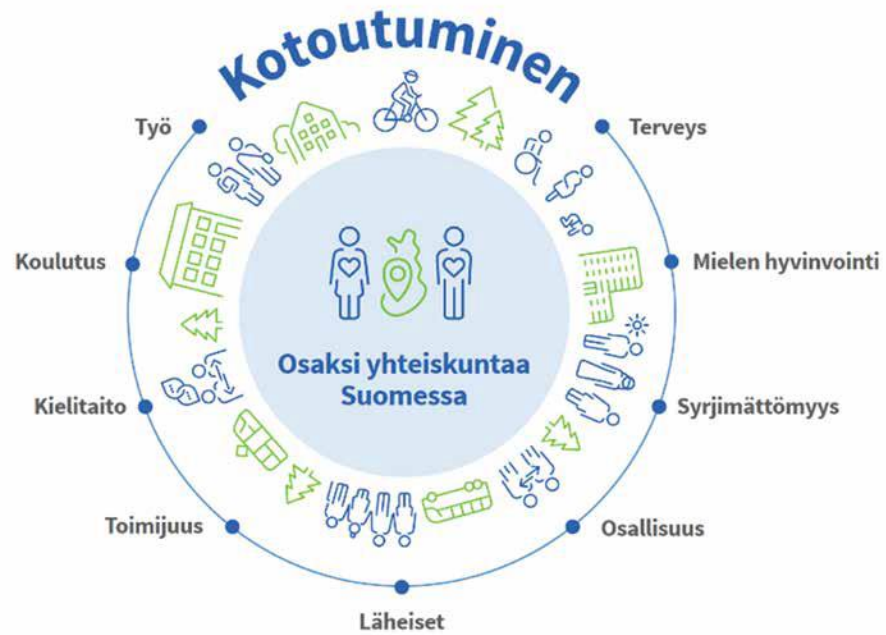 Kotoutuminen
Työ
Terveys
Koulutus
Mielen hyvinvointi
Osaksi yhteiskuntaa
Suomessa
Kielitaito
Syrjimättömyys
Toimijuus
Osallisuus
Läheiset